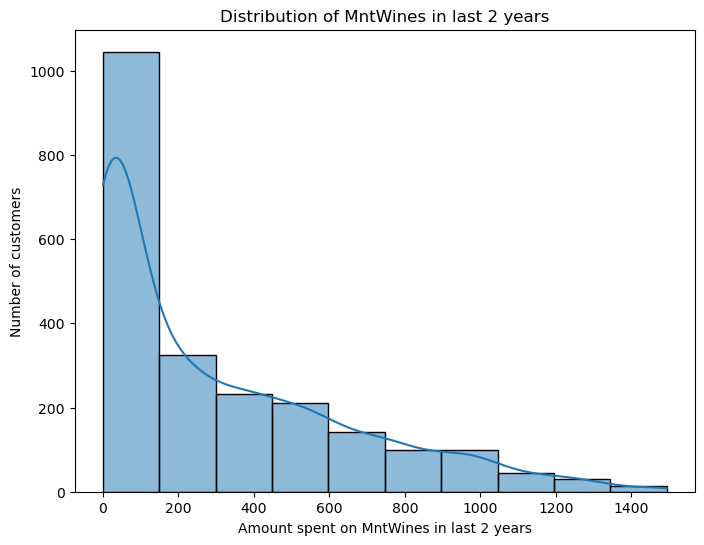 Distribution of MntWines in last 2 years
Number of customers
1000
800
600
400
200
0
0 200 400 600 800 1000 1200 1400
Amount spent on MntWines in last 2 years